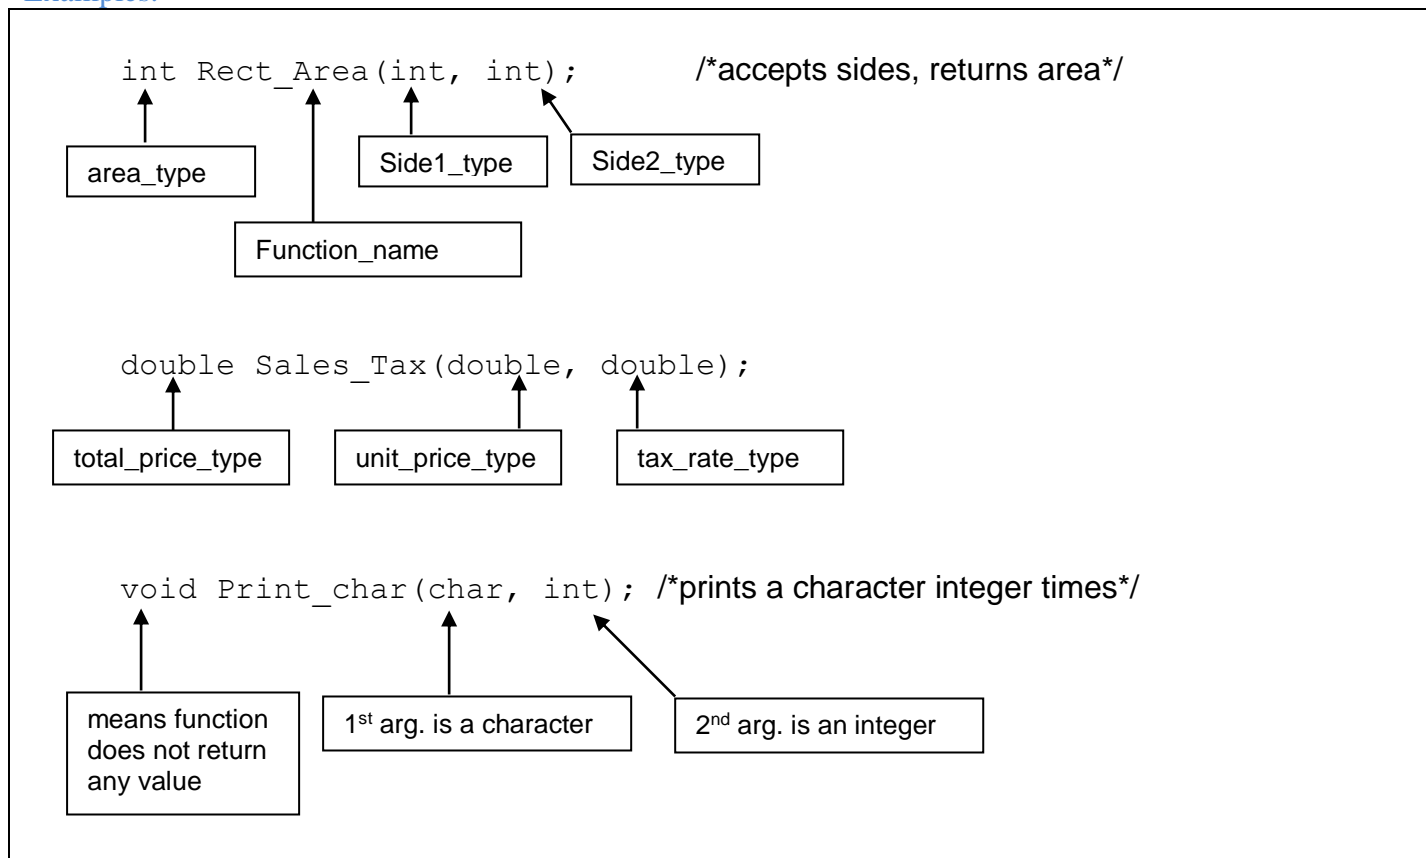 Examples:
int Rect_Area(int, int); /*accepts sides, returns area*/
area_type
Side1_type
Side2_type
Function_name
double Sales_Tax(double, double);
total_price_type
unit_price_type
tax_rate_type
void Print_char(char, int); /*prints a character integer times*/
means function
does not return
any value
1st arg. is a character
2nd arg. is an integer